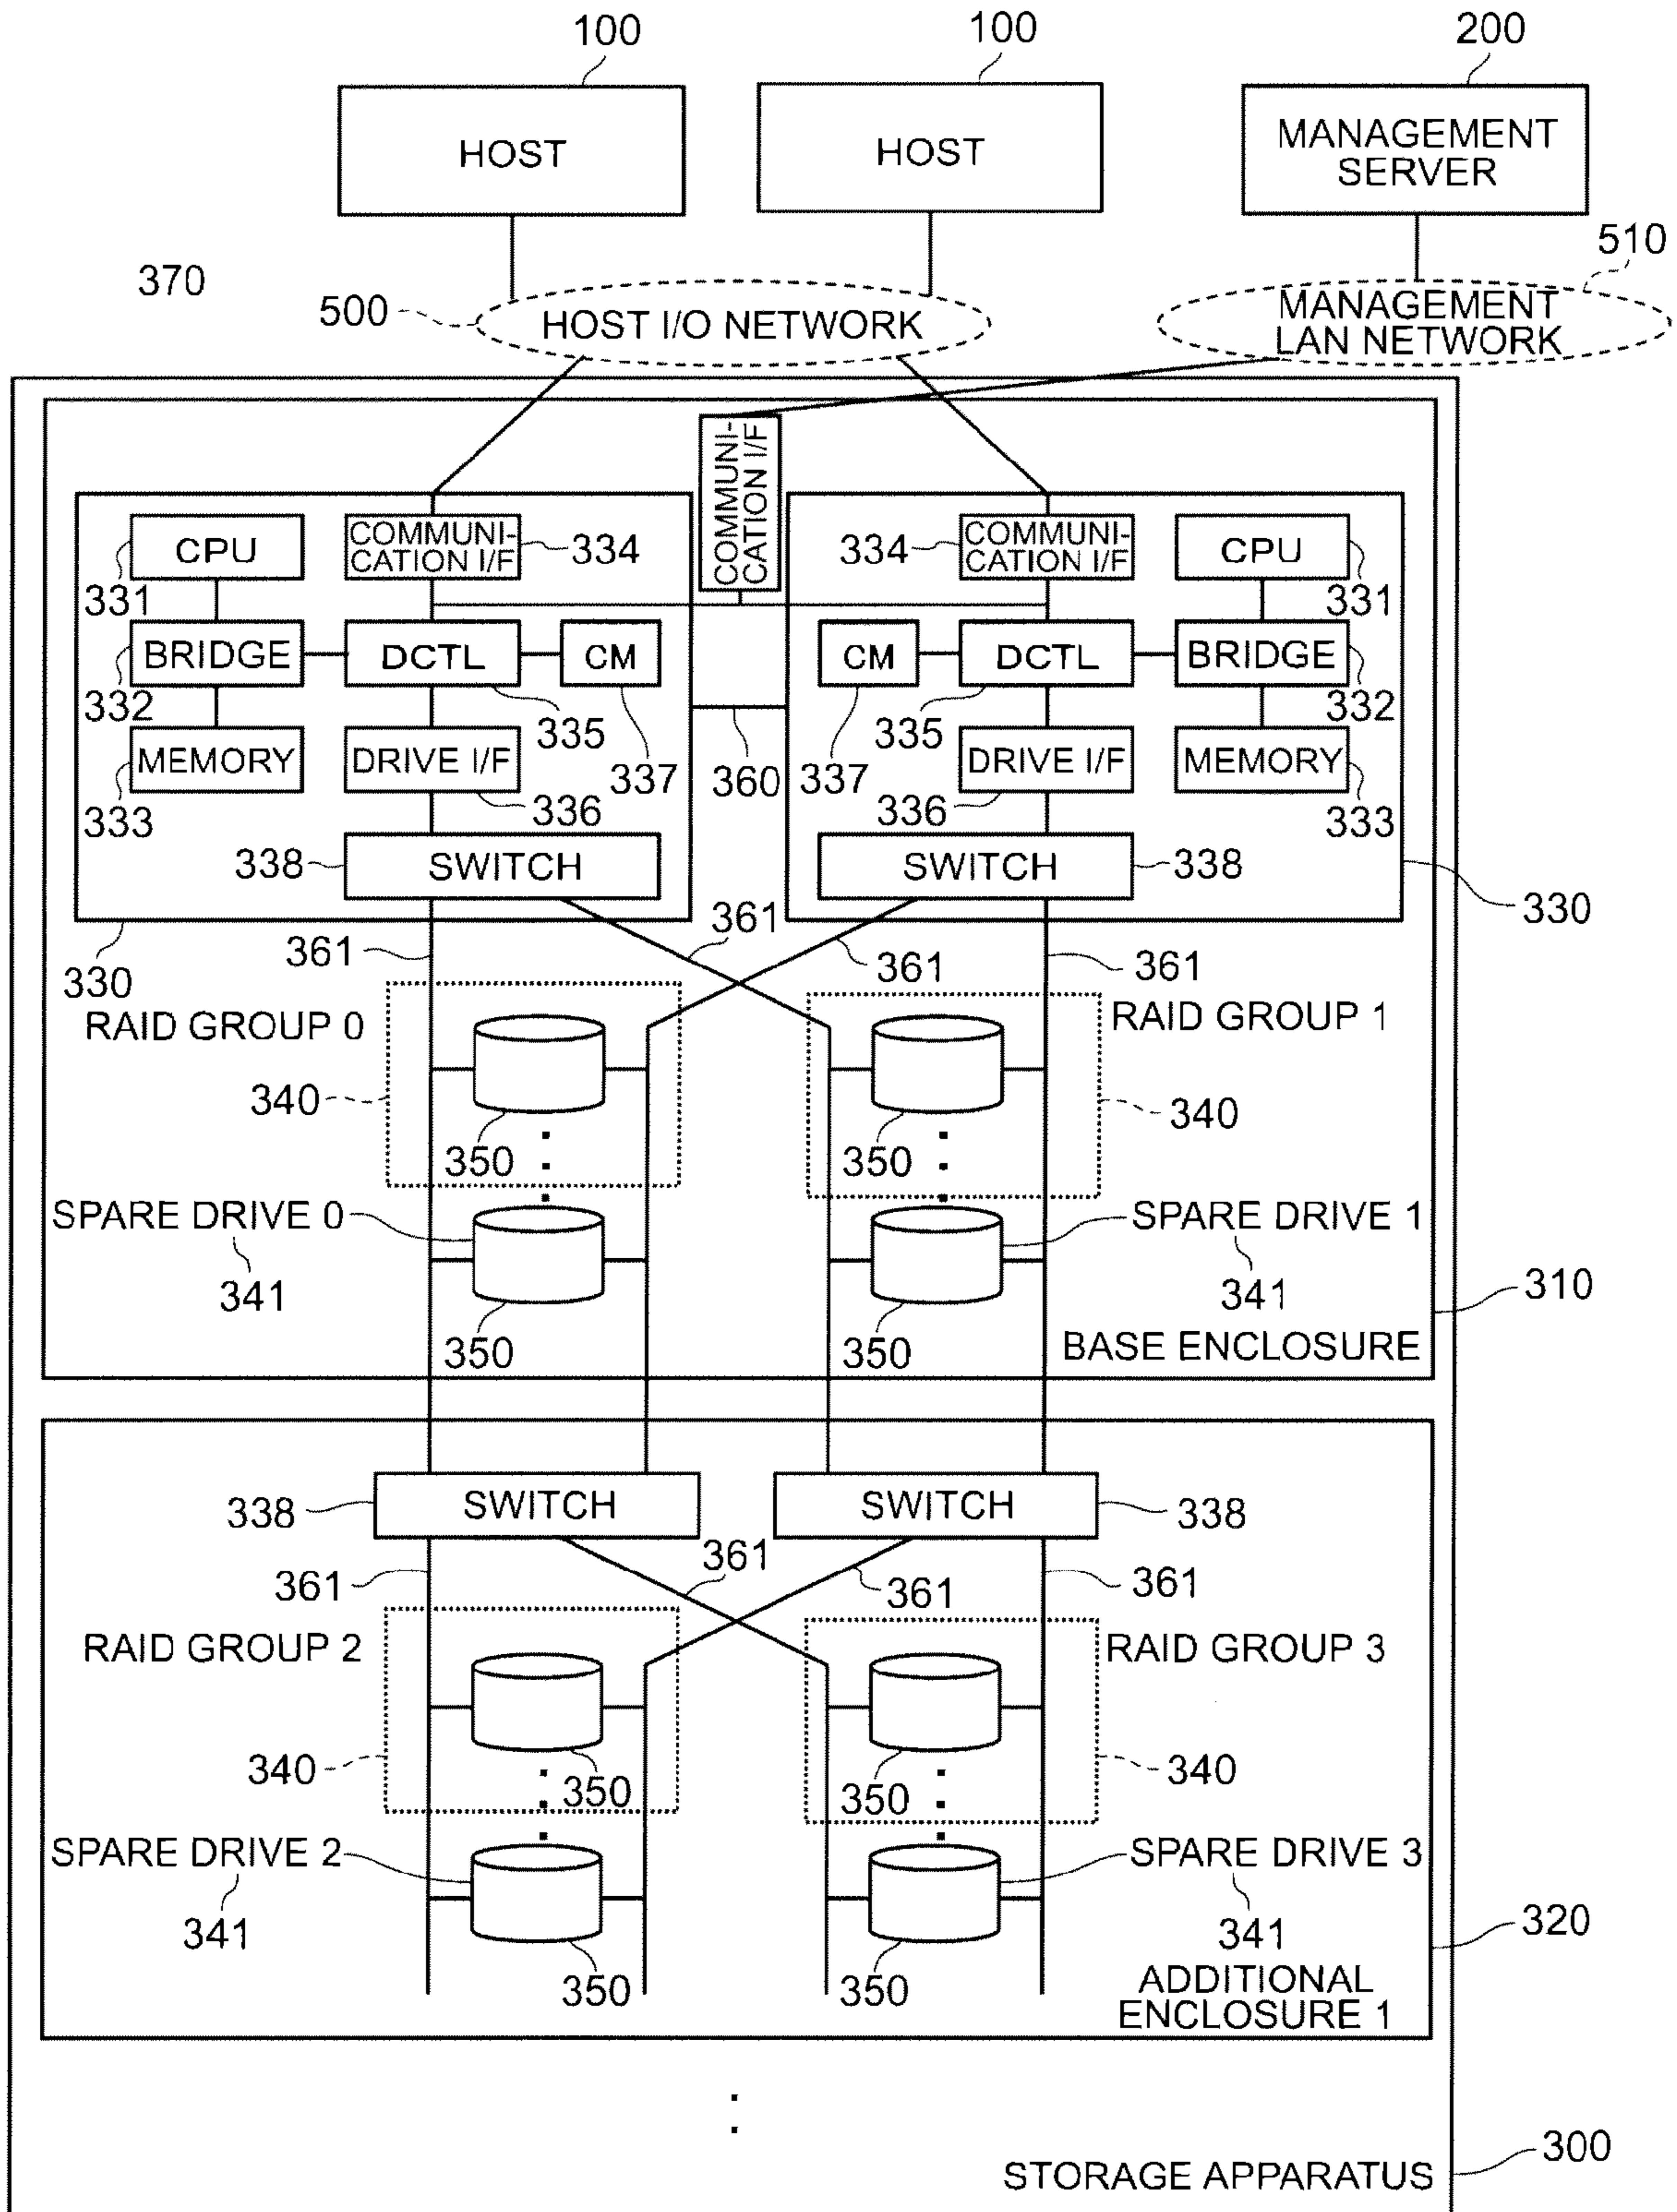 100
100
200
HOST
HOST
MANAGEMENT
SERVER
370
500
HOST I/O NETWORK
510
MANAGEMENT
LAN NETWORK
COMMUNI-
CATION I/F
CPU
COMMUNI-
CATION I/F
334
334
COMMUNI-
CATION I/F
CPU
331
331
BRIDGE
DCTL
CM
CM
DCTL
BRIDGE
332
335
335
332
MEMORY
DRIVE I/F
337
360
337
DRIVE I/F
MEMORY
333
336
336
333
338
SWITCH
SWITCH
338
330
330
361
361
361
361
RAID GROUP 0
RAID GROUP 1
340
340
350
350
SPARE DRIVE 0
SPARE DRIVE 1
341
341
310
350
350
BASE ENCLOSURE
338
SWITCH
SWITCH
338
361
361
361
361
RAID GROUP 2
RAID GROUP 3
340
350
350
340
SPARE DRIVE 2
SPARE DRIVE 3
341
341
320
350
350
ADDITIONAL
ENCLOSURE 1
300
STORAGE APPARATUS